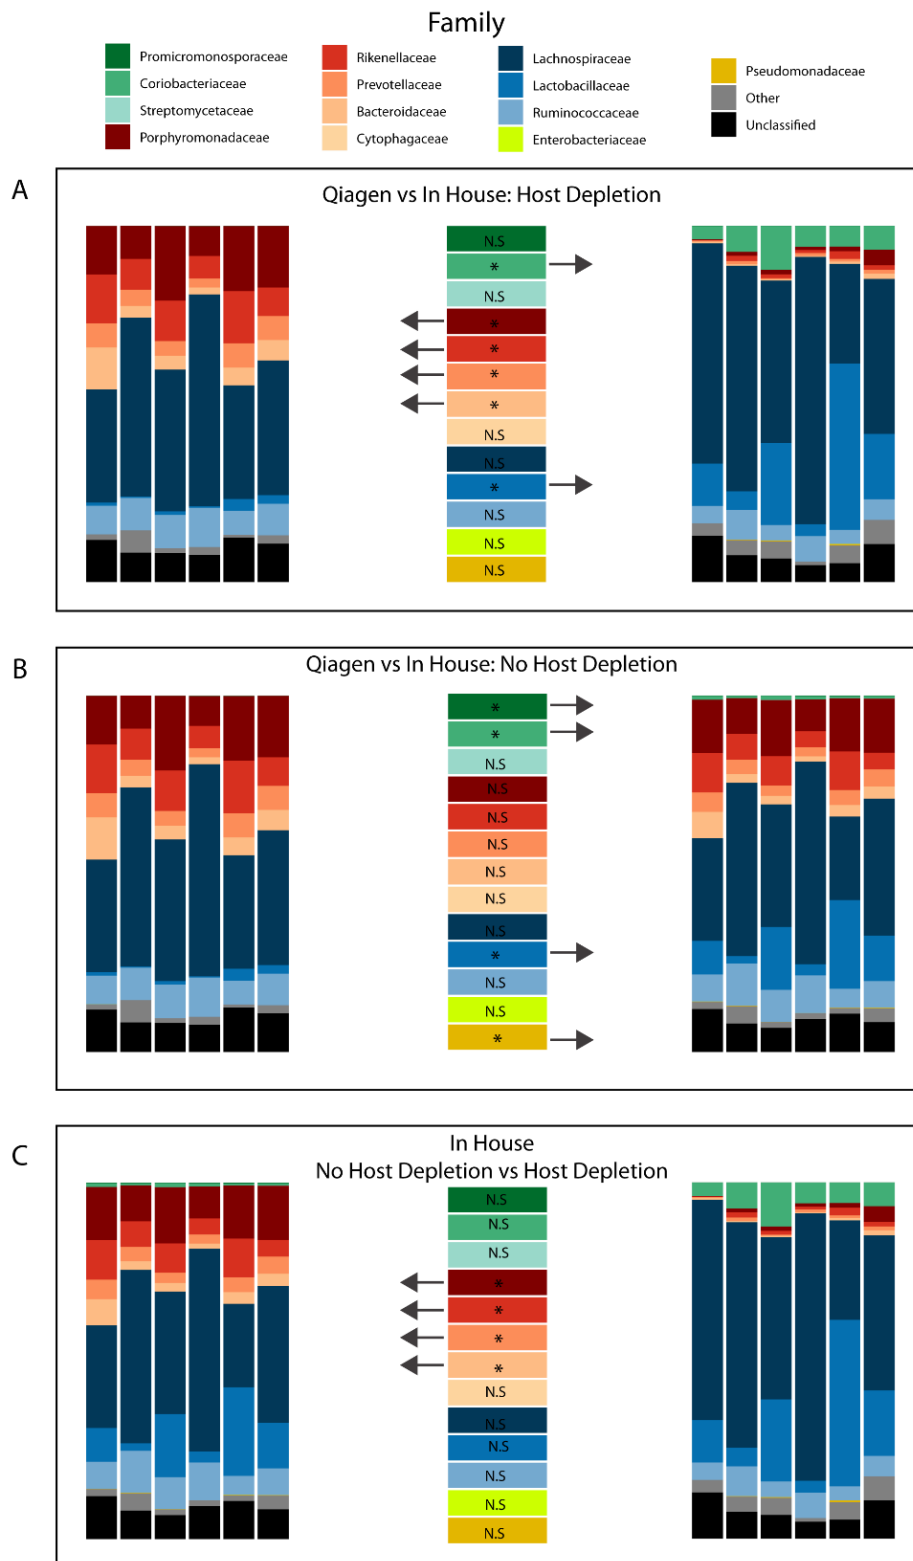 Family
Promicromonosporaceae
Coriobacteriaceae
Streptomycetaceae
Porphyromonadaceae
Rikenellaceae
Prevotellaceae
Bacteroidaceae
Cytophagaceae
Lachnospiraceae
Lactobacillaceae
Ruminococcaceae
Enterobacteriaceae
Pseudomonadaceae
Other
Unclassified
A
Qiagen vs In House: Host Depletion
N.S
*
N.S
*
*
*
*
N.S
N.S
*
N.S
N.S
N.S
B
Qiagen vs In House: No Host Depletion
*
*
N.S
N.S
N.S
N.S
N.S
N.S
N.S
*
N.S
N.S
*
C
In House
No Host Depletion vs Host Depletion
N.S
N.S
N.S
*
*
*
*
N.S
N.S
N.S
N.S
N.S
N.S